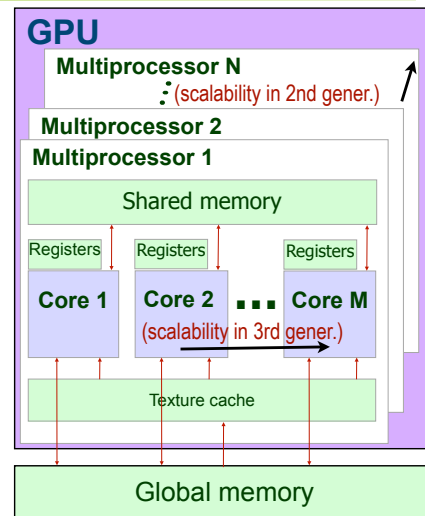 GPU
Multiprocessor N
(scalability in 2nd gener.)
Multiprocessor 2
Multiprocessor 1
Shared memory
Registers Registers Registers
Core 1 Core 2 Core M
(scalability in 3rd gener.)
Texture cache
Global memory